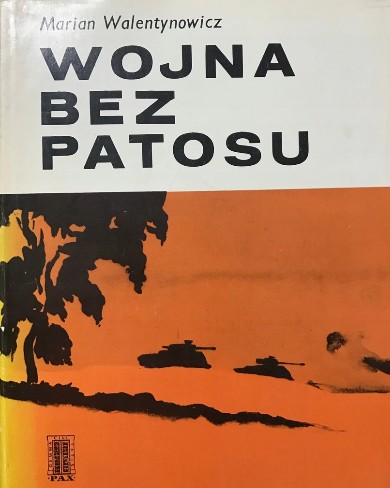 Marian Walentynowicz
WOJNA
BEZ
PATOSU
PAX